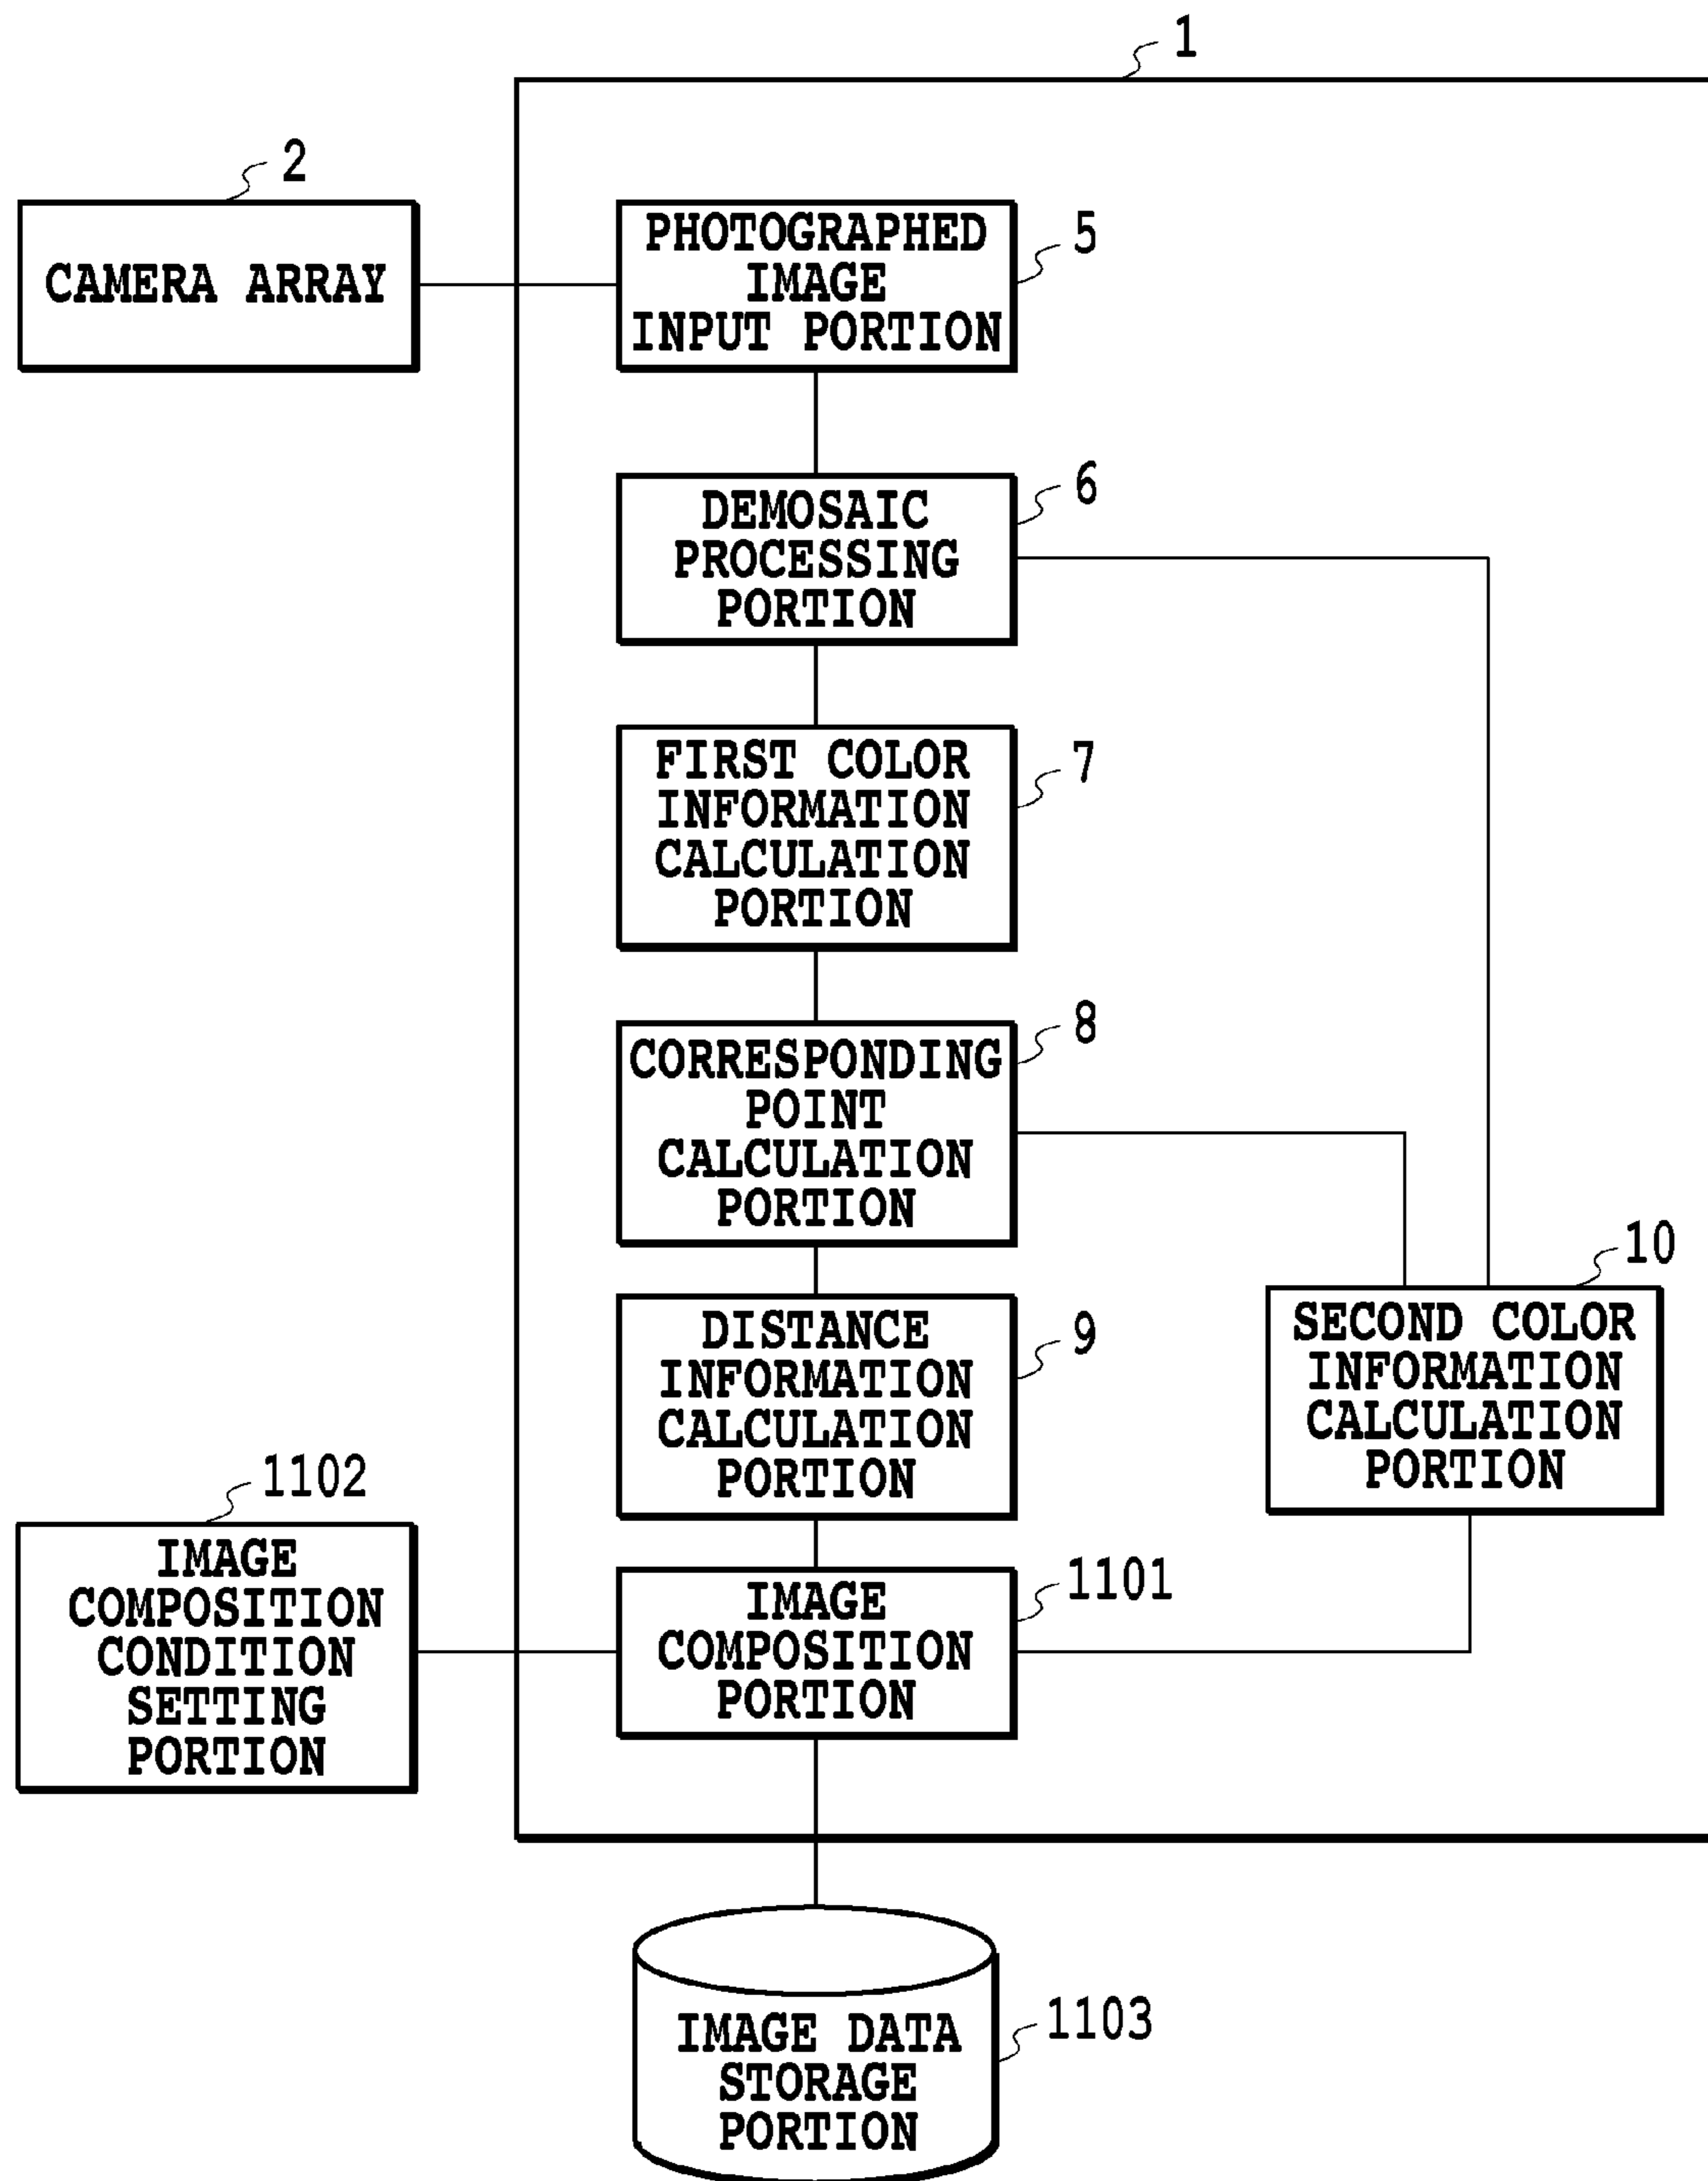 1
2
CAMERA ARRAY
PHOTOGRAPHED
IMAGE
INPUT PORTION
5
DEMOSAIC
PROCESSING
PORTION
6
FIRST COLOR
INFORMATION
CALCULATION
PORTION
7
CORRESPONDING
POINT
CALCULATION
PORTION
8
DISTANCE
INFORMATION
CALCULATION
PORTION
9
SECOND COLOR
INFORMATION
CALCULATION
PORTION
10
1102
IMAGE
COMPOSITION
CONDITION
SETTING
PORTION
IMAGE
COMPOSITION
PORTION
1101
IMAGE DATA
STORAGE
PORTION
1103